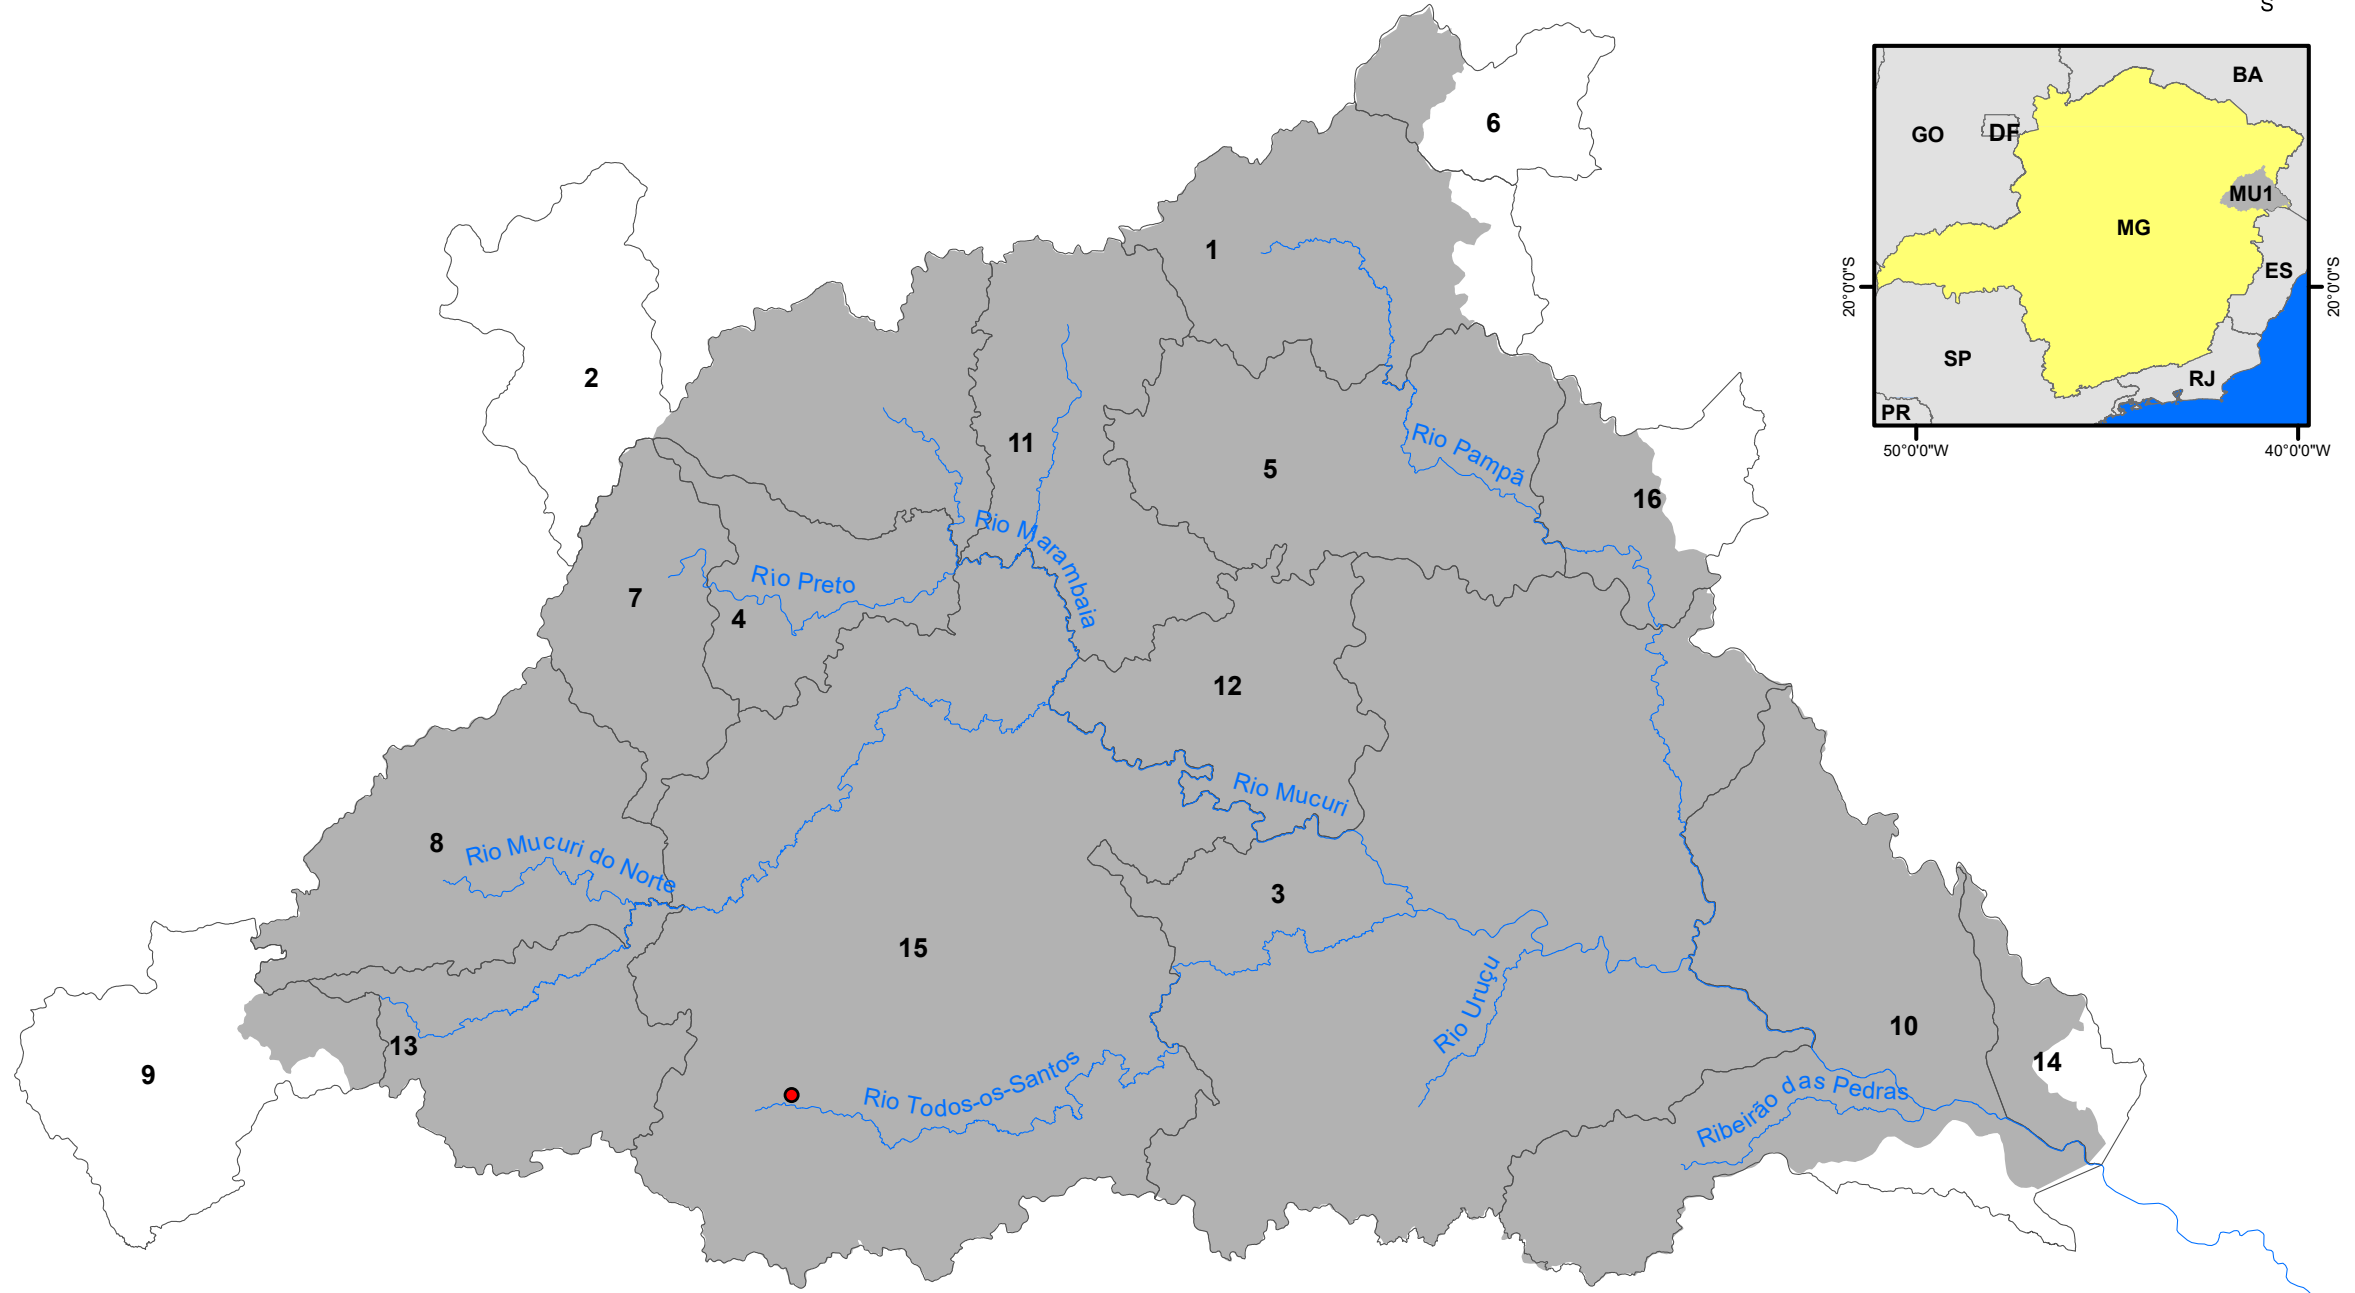 S
BA
GO
DF
MU1
MG
ES
SP
RJ
PR
20°0'0"S
20°0'0"S
50°0'0"W
40°0'0"W
6
1
2
11
5
Rio Pampã
16
Rio Marambaia
Rio Preto
7
4
12
Rio Mucuri
8
Rio Mucuri do Norte
3
15
Rio Uruçu
10
13
14
9
Rio Todos-os-Santos
Ribeirão das Pedras